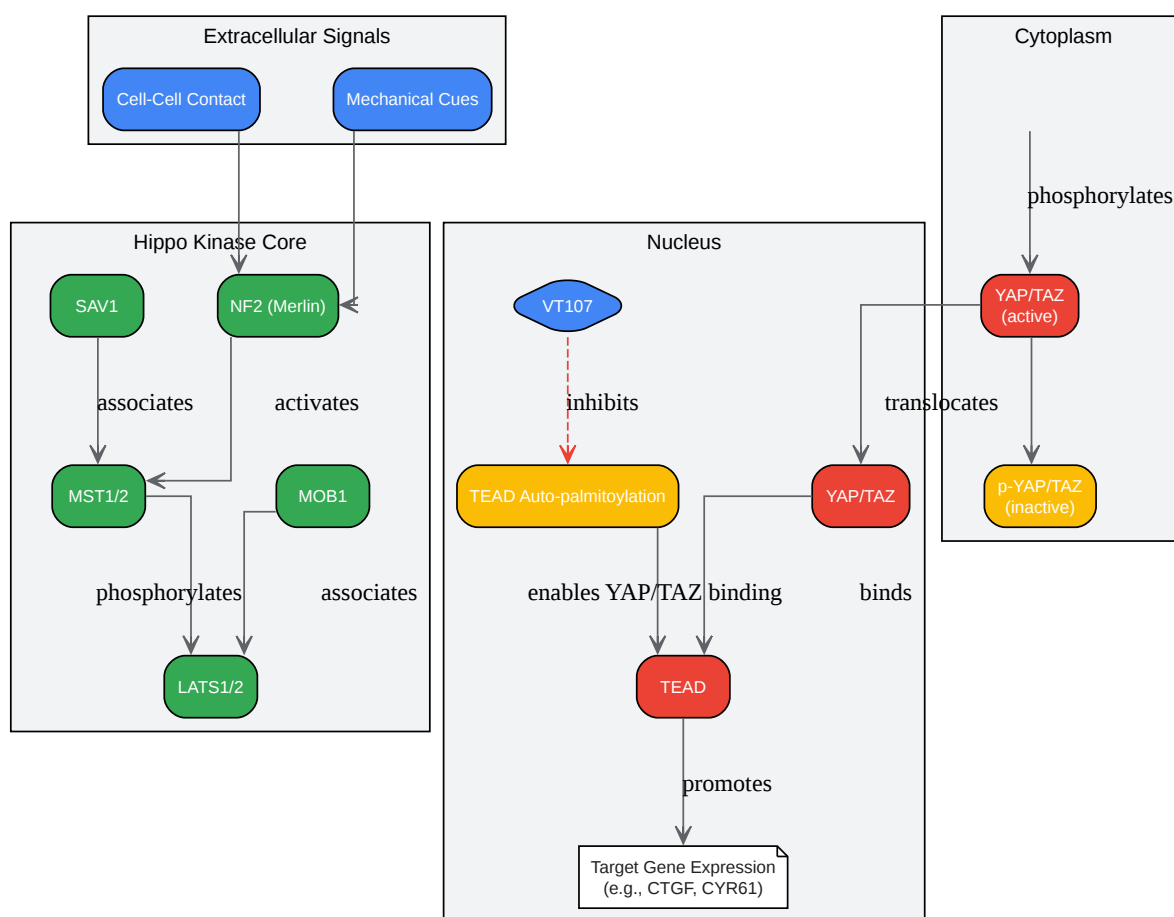 Extracellular Signals
Cell-Cell Contact
Mechanical Cues
Cytoplasm
phosphorylates
YAP/TAZ
(active)
translocates
p-YAP/TAZ
(inactive)
Hippo Kinase Core
SAV1
NF2 (Merlin)
associates
activates
MST1/2
MOB1
phosphorylates
associates
LATS1/2
Nucleus
VT107
inhibits
TEAD Auto-palmitoylation
YAP/TAZ
enables YAP/TAZ binding
binds
TEAD
promotes
Target Gene Expression
(e.g., CTGF, CYR61)